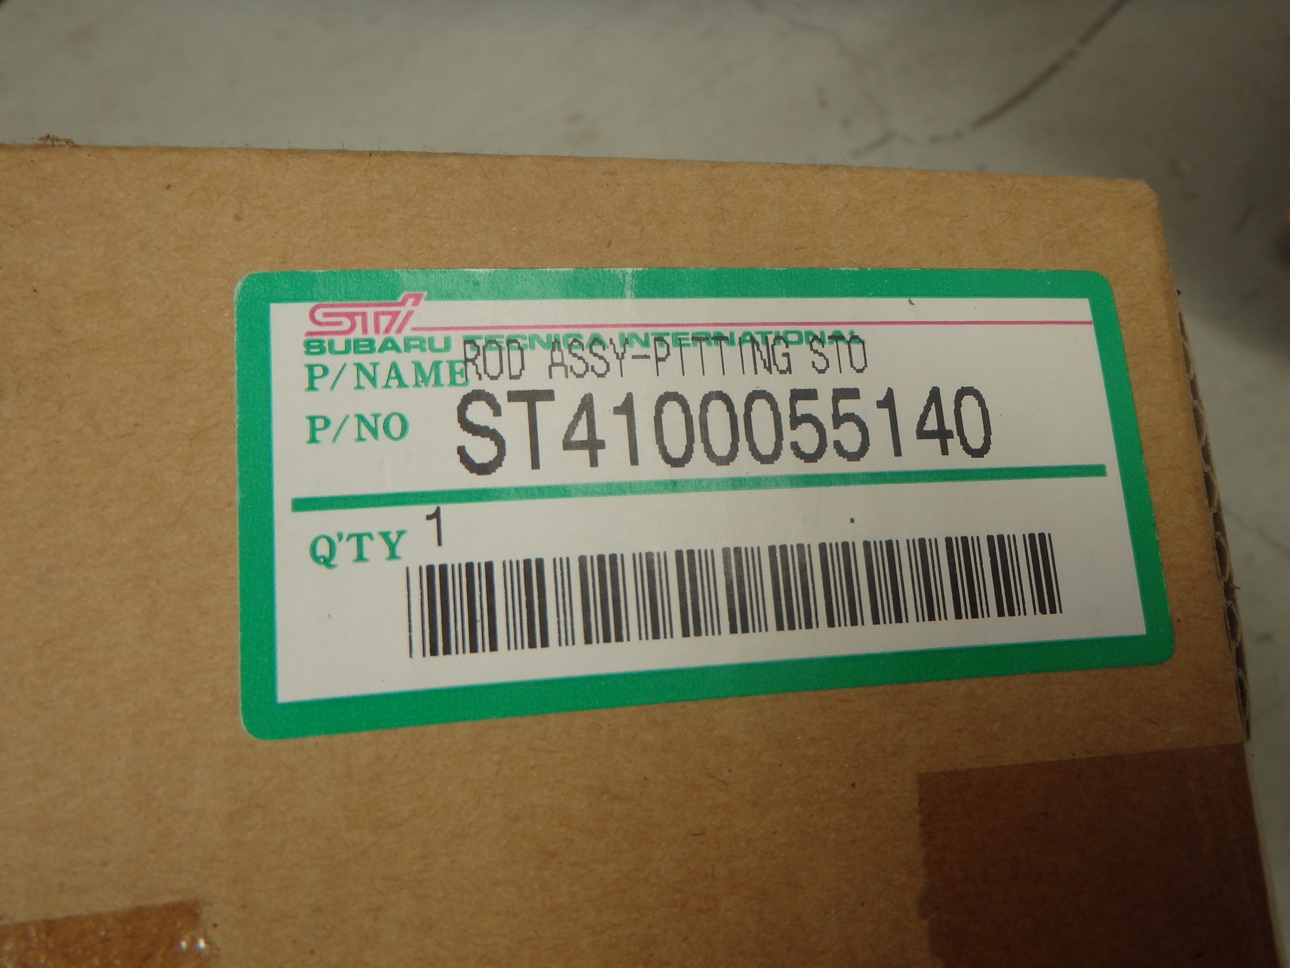 STI
SUBARU TECNICA INTERNATIONAL
P/NAME ROD ASSY-PITTING STO
P/NO ST4100055140
Q'TY 1